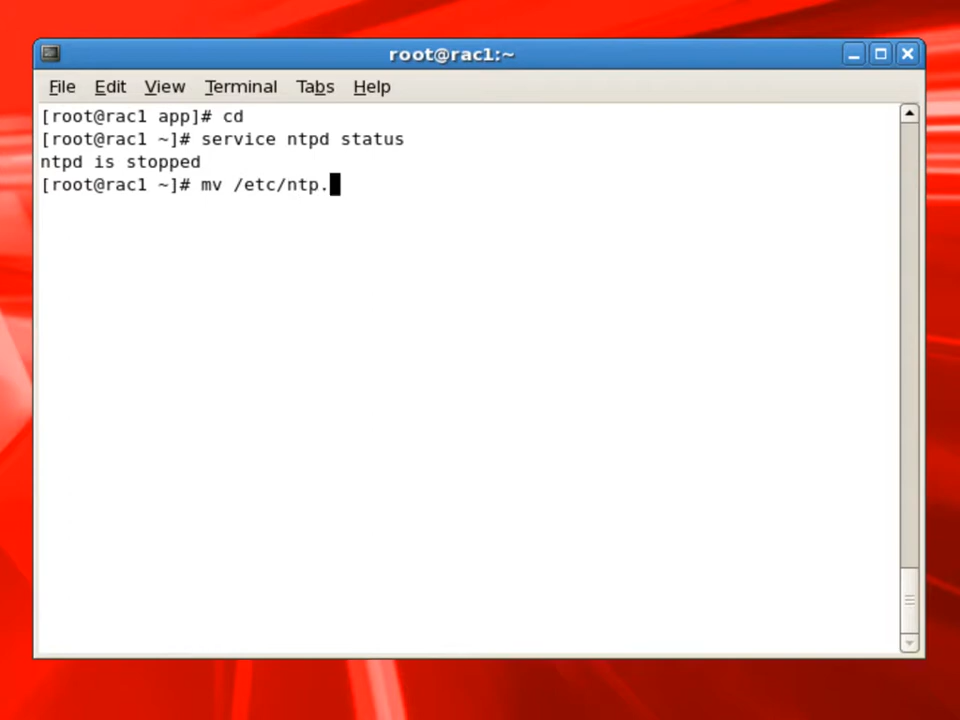 root@rac1:~
File Edit View Terminal Tabs Help
[root@rac1 app]# cd
[root@rac1 ~]# service ntpd status
ntpd is stopped
[root@rac1 ~]# mv /etc/ntp.